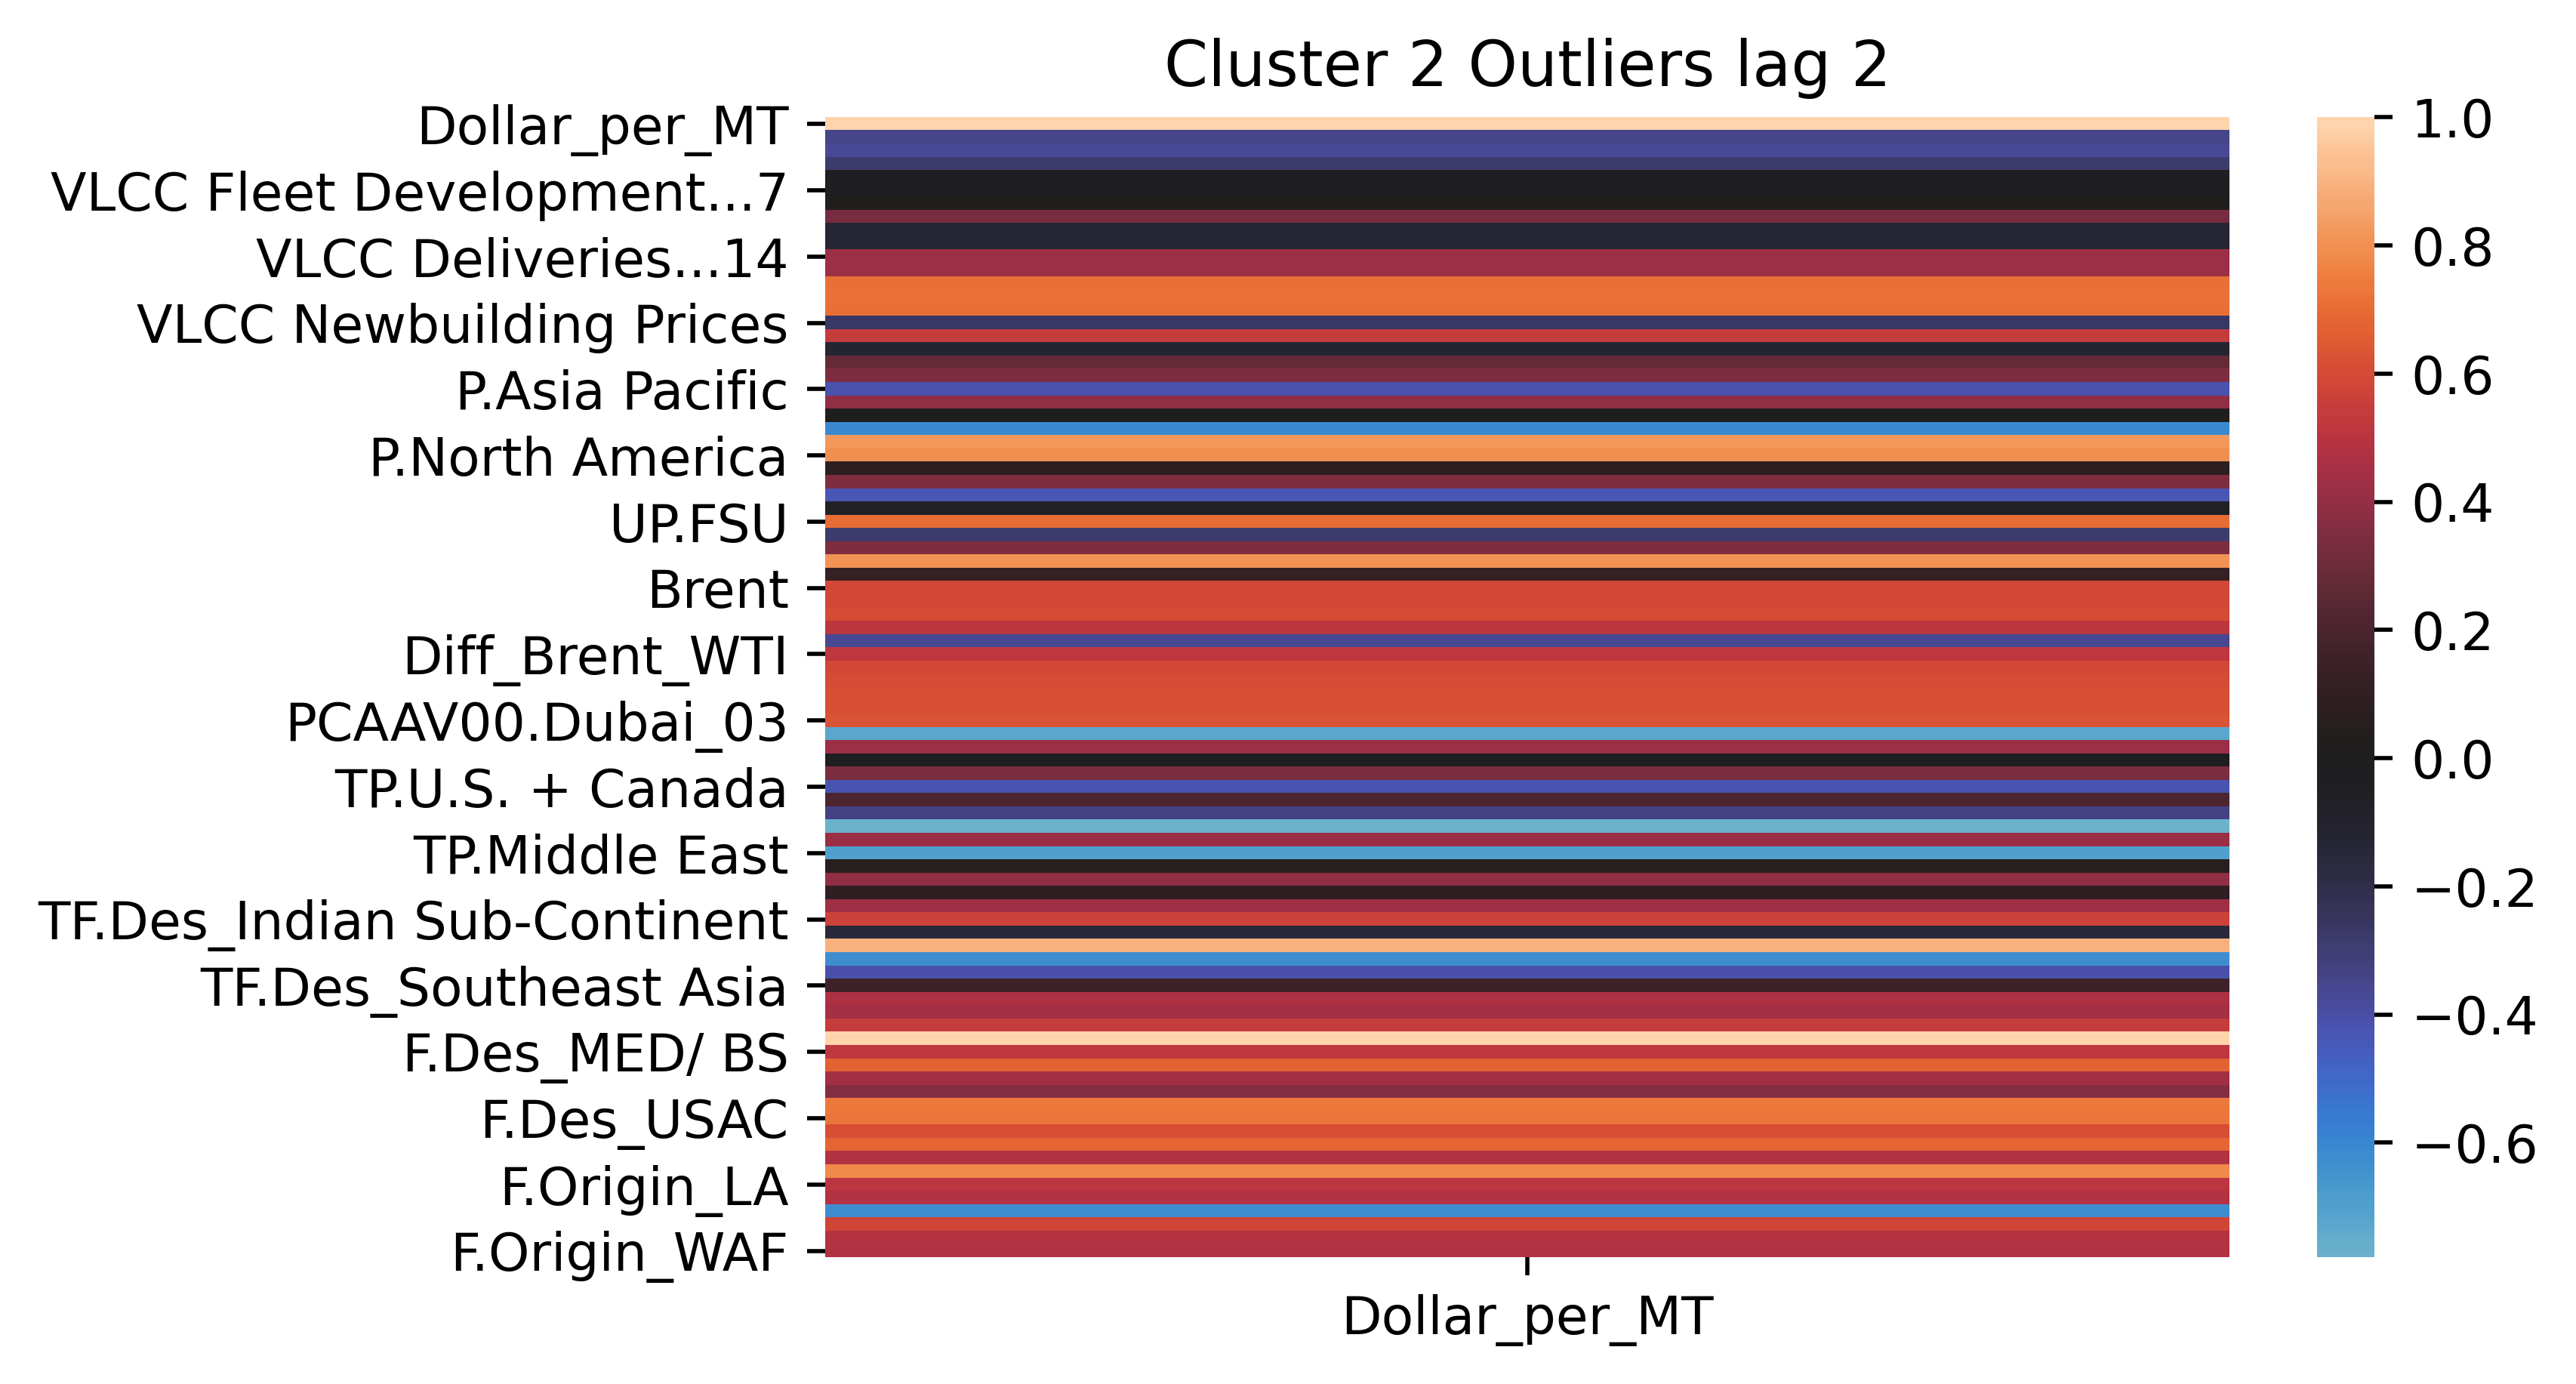 Cluster 2 Outliers lag 2
Dollar_per_MT
VLCC Fleet Development...7
VLCC Deliveries...14
VLCC Newbuilding Prices
P.Asia Pacific
P.North America
UP.FSU
Brent
Diff_Brent_WTI
PCAAV00.Dubai_03
TP.U.S. + Canada
TP.Middle East
TF.Des_Indian Sub-Continent
TF.Des_Southeast Asia
F.Des_MED/ BS
F.Des_USAC
F.Origin_LA
F.Origin_WAF
Dollar_per_MT
1.0
0.8
0.6
0.4
0.2
0.0
−0.2
−0.4
−0.6